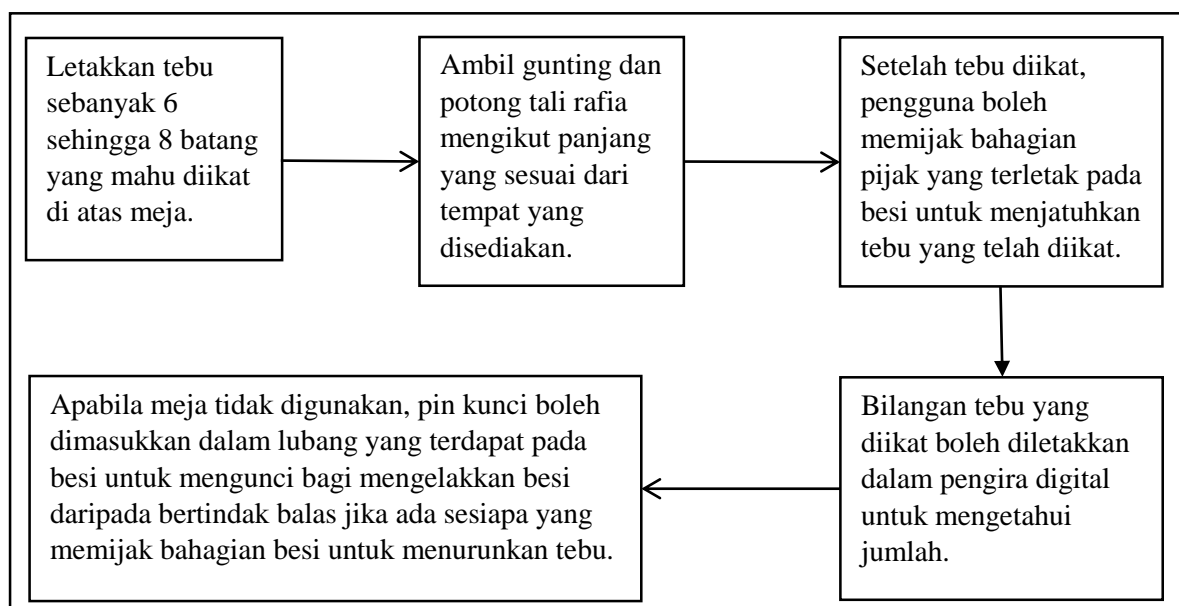 Letakkan tebu
sebanyak 6
sehingga 8 batang
yang mahu diikat
di atas meja.
Ambil gunting dan
potong tali rafia
mengikut panjang
yang sesuai dari
tempat yang
disediakan.
Setelah tebu diikat,
pengguna boleh
memijak bahagian
pijak yang terletak pada
besi untuk menjatuhkan
tebu yang telah diikat.
Bilangan tebu yang
diikat boleh diletakkan
dalam pengira digital
untuk mengetahui
jumlah.
Apabila meja tidak digunakan, pin kunci boleh
dimasukkan dalam lubang yang terdapat pada
besi untuk mengunci bagi mengelakkan besi
daripada bertindak balas jika ada sesiapa yang
memijak bahagian besi untuk menurunkan tebu.